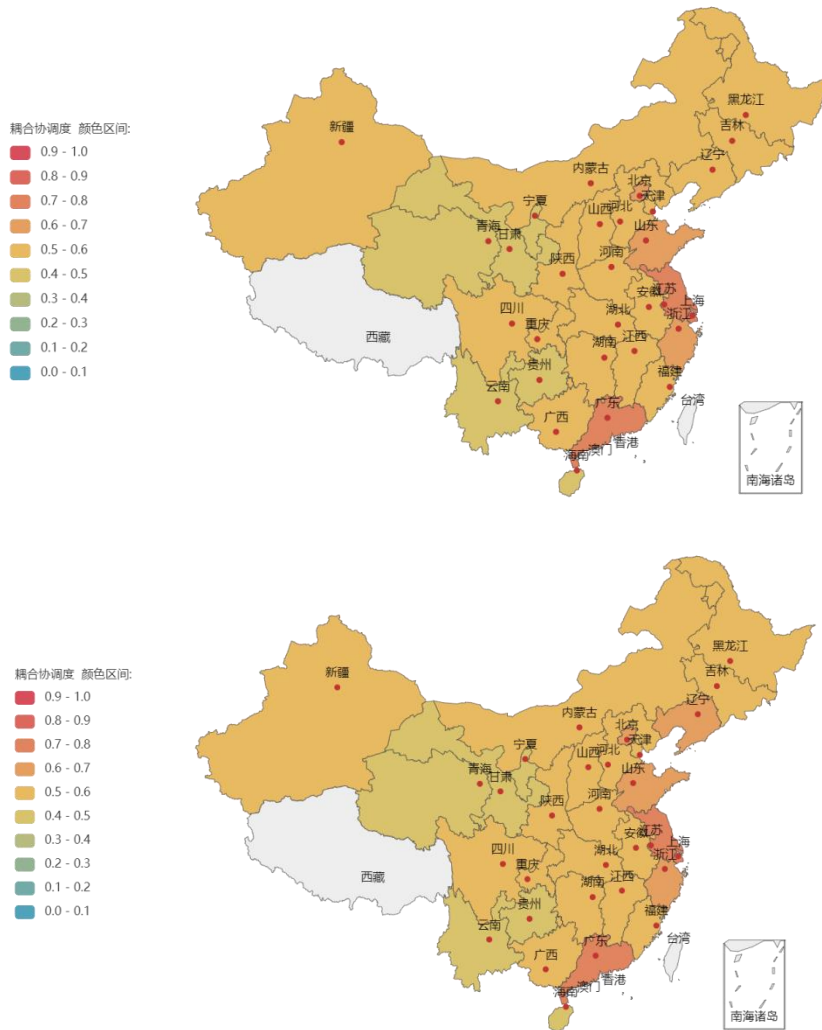 黑龙江
新疆
吉林
耦合协调度 颜色区间:
0.9 - 1.0
辽宁
0.8 - 0.9
内蒙古
北京
0.7 - 0.8
天津
宁夏
0.6 - 0.7
山西
河北
青海
甘肃
山东
0.5 - 0.6
陕西
河南
0.4 - 0.5
0.3 - 0.4
安徽
江苏
上海
四川
湖北
浙江
0.2 - 0.3
重庆
西藏
0.1 - 0.2
湖南
江西
0.0 - 0.1
贵州
福建
云南
台湾
广东
广西
香港
澳门
海南
南海诸岛
黑龙江
耦合协调度 颜色区间:
新疆
吉林
0.9 - 1.0
辽宁
0.8 - 0.9
内蒙古
北京
0.7 - 0.8
天津
宁夏
河北
山西
0.6 - 0.7
青海
甘肃
山东
0.5 - 0.6
河南
陕西
0.4 - 0.5
0.3 - 0.4
安徽
江苏
上海
四川
湖北
浙江
0.2 - 0.3
重庆
西藏
0.1 - 0.2
湖南
江西
0.0 - 0.1
贵州
福建
云南
台湾
广东
广西
香港
澳门
海南
南海诸岛